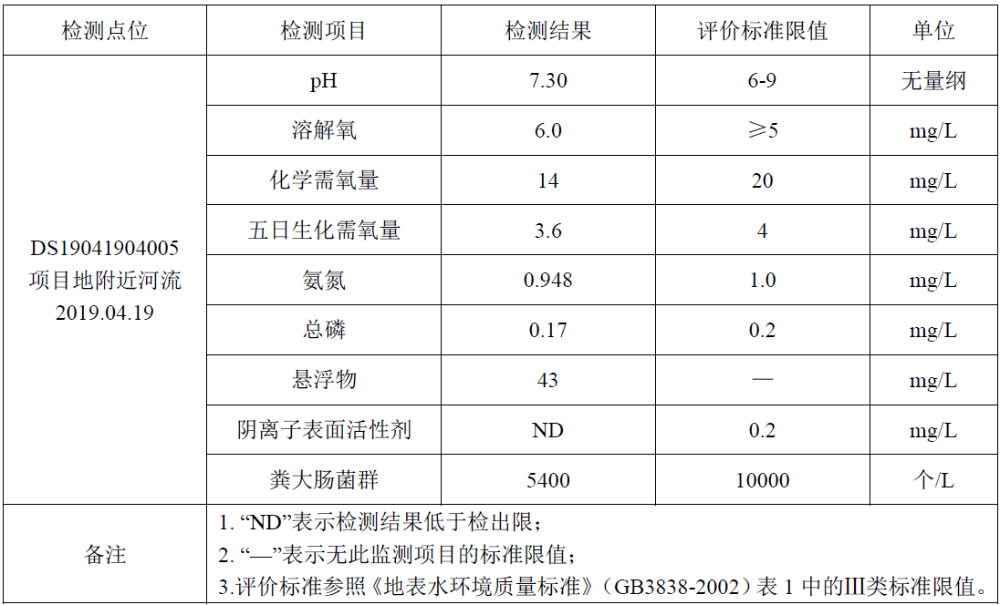 检测点位 检测项目 检测结果 评价标准限值 单位
pH 7.30 6-9 无量纲
溶解氧 6.0 ≥5 mg/L
化学需氧量 14 20 mg/L
五日生化需氧量 3.6 4 mg/L
DS19041904005
项目地附近河流
2019.04.19
氨氮 0.948 1.0 mg/L
总磷 0.17 0.2 mg/L
悬浮物 43 — mg/L
阴离子表面活性剂 ND 0.2 mg/L
粪大肠菌群 5400 10000 个/L
备注
1. “ND”表示检测结果低于检出限；
2. “—”表示无此监测项目的标准限值；
3.评价标准参照《地表水环境质量标准》（GB3838-2002）表 1 中的Ⅲ类标准限值。